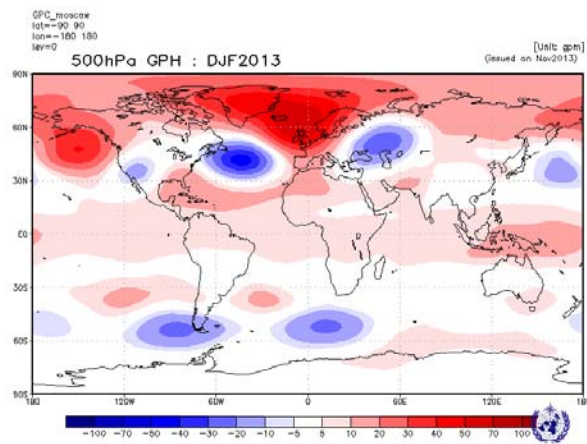 GPC_moscow
lat=-90 90
lon=-180 180
lev=0
500hPa GPH : DJF2013
[Unit: gpm]
(issued on Nov2013)
90N
60N
30N
EQ
30S
60S
90S
180 120W 60W 0 60E 120E 180
-100 -70 -50 -40 -30 -20 -10 -5 5 10 20 30 40 50 70 100